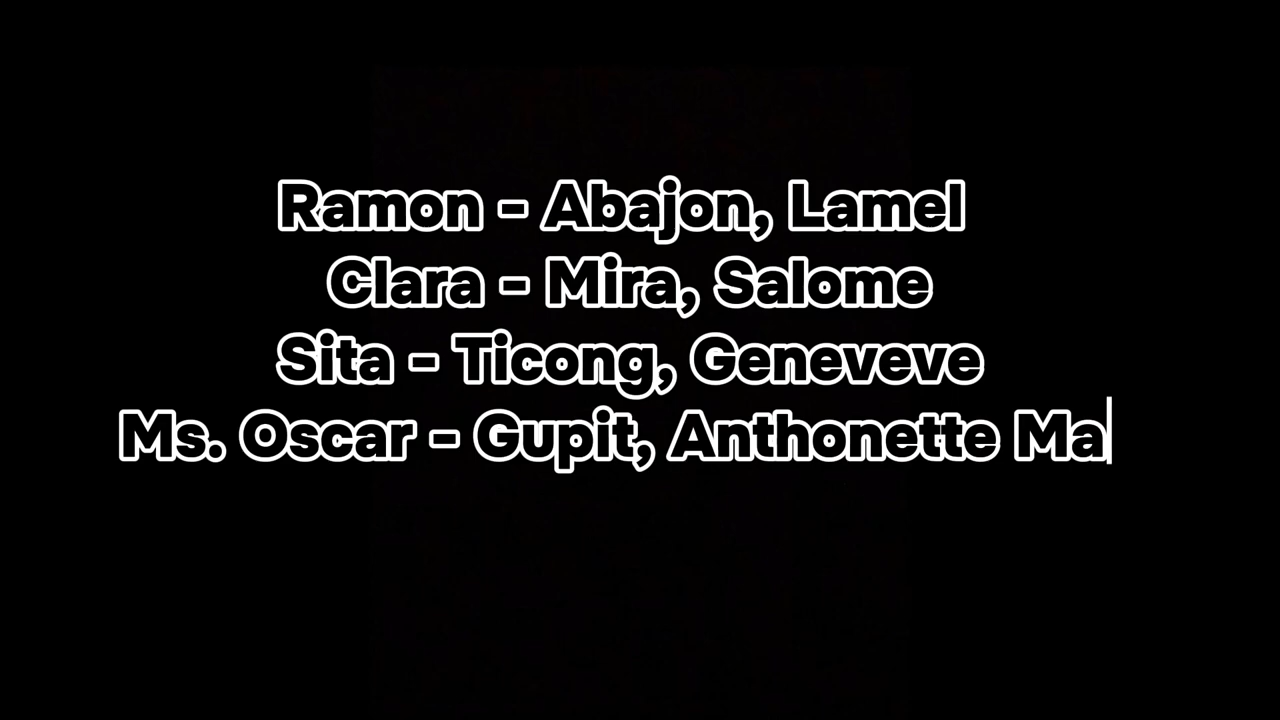 Ramon - Abajon, Lamel
Clara - Mira, Salome
Sita - Ticong, Geneveve
Ms. Oscar - Gupit, Anthonette Ma